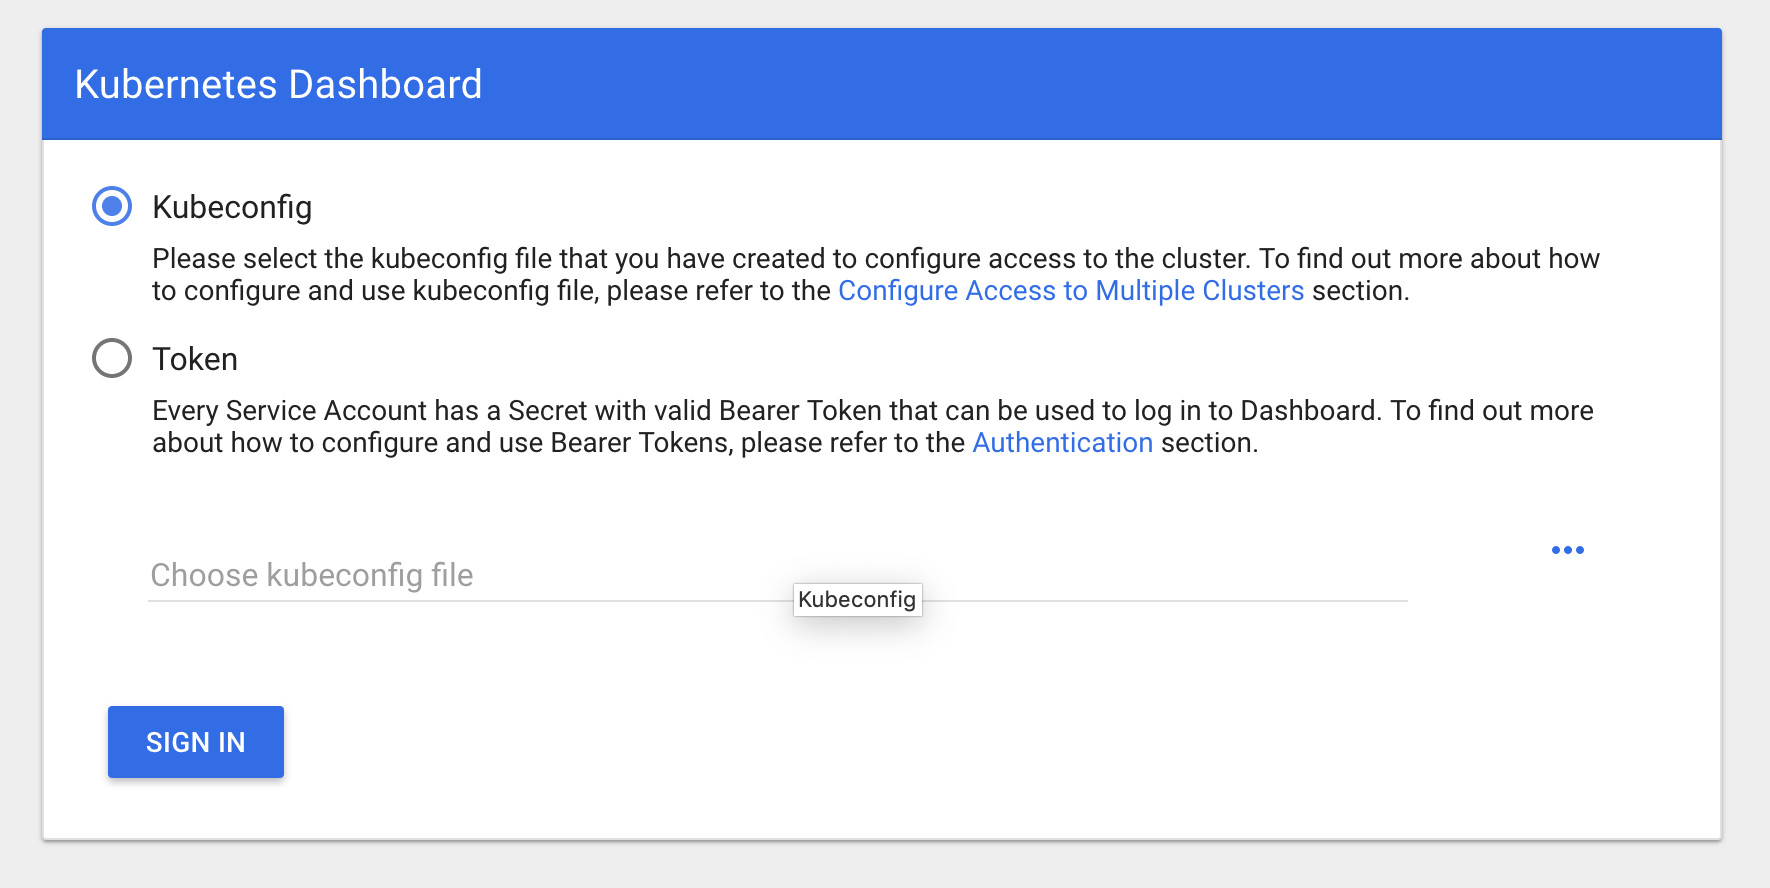 Kubernetes Dashboard
Kubeconfig
Please select the kubeconfig file that you have created to configure access to the cluster. To find out more about how
to configure and use kubeconfig file, please refer to the Configure Access to Multiple Clusters section.
Token
Every Service Account has a Secret with valid Bearer Token that can be used to log in to Dashboard. To find out more
about how to configure and use Bearer Tokens, please refer to the Authentication section.
Choose kubeconfig file
Kubeconfig
SIGN IN